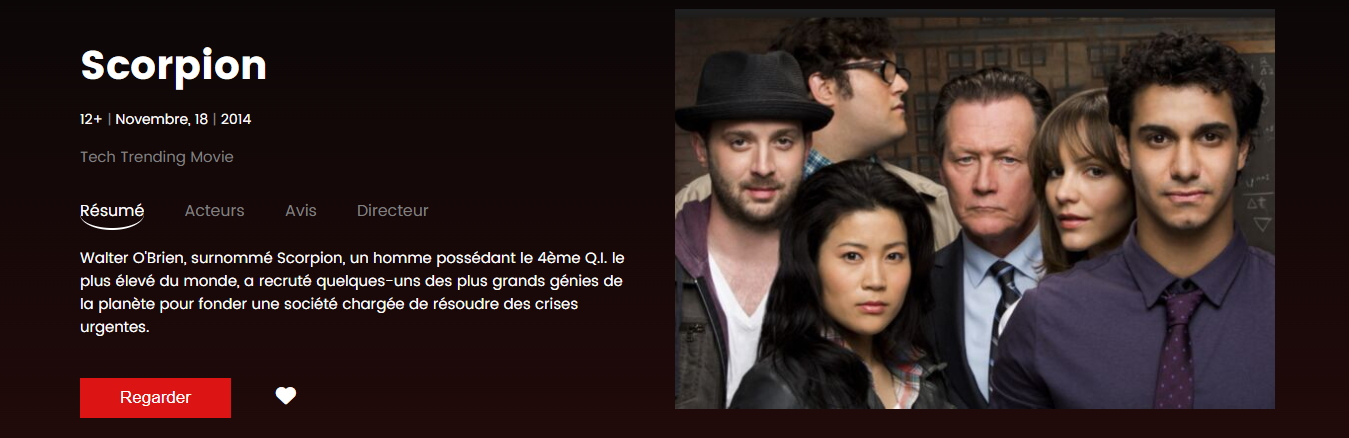 Scorpion
12+ | Novembre, 18 | 2014
Tech Trending Movie
Résumé Acteurs Avis Directeur
Walter O'Brien, surnommé Scorpion, un homme possédant le 4ème Q.I. le
plus élevé du monde, a recruté quelques-uns des plus grands génies de
la planète pour fonder une société chargée de résoudre des crises
urgentes.
Regarder